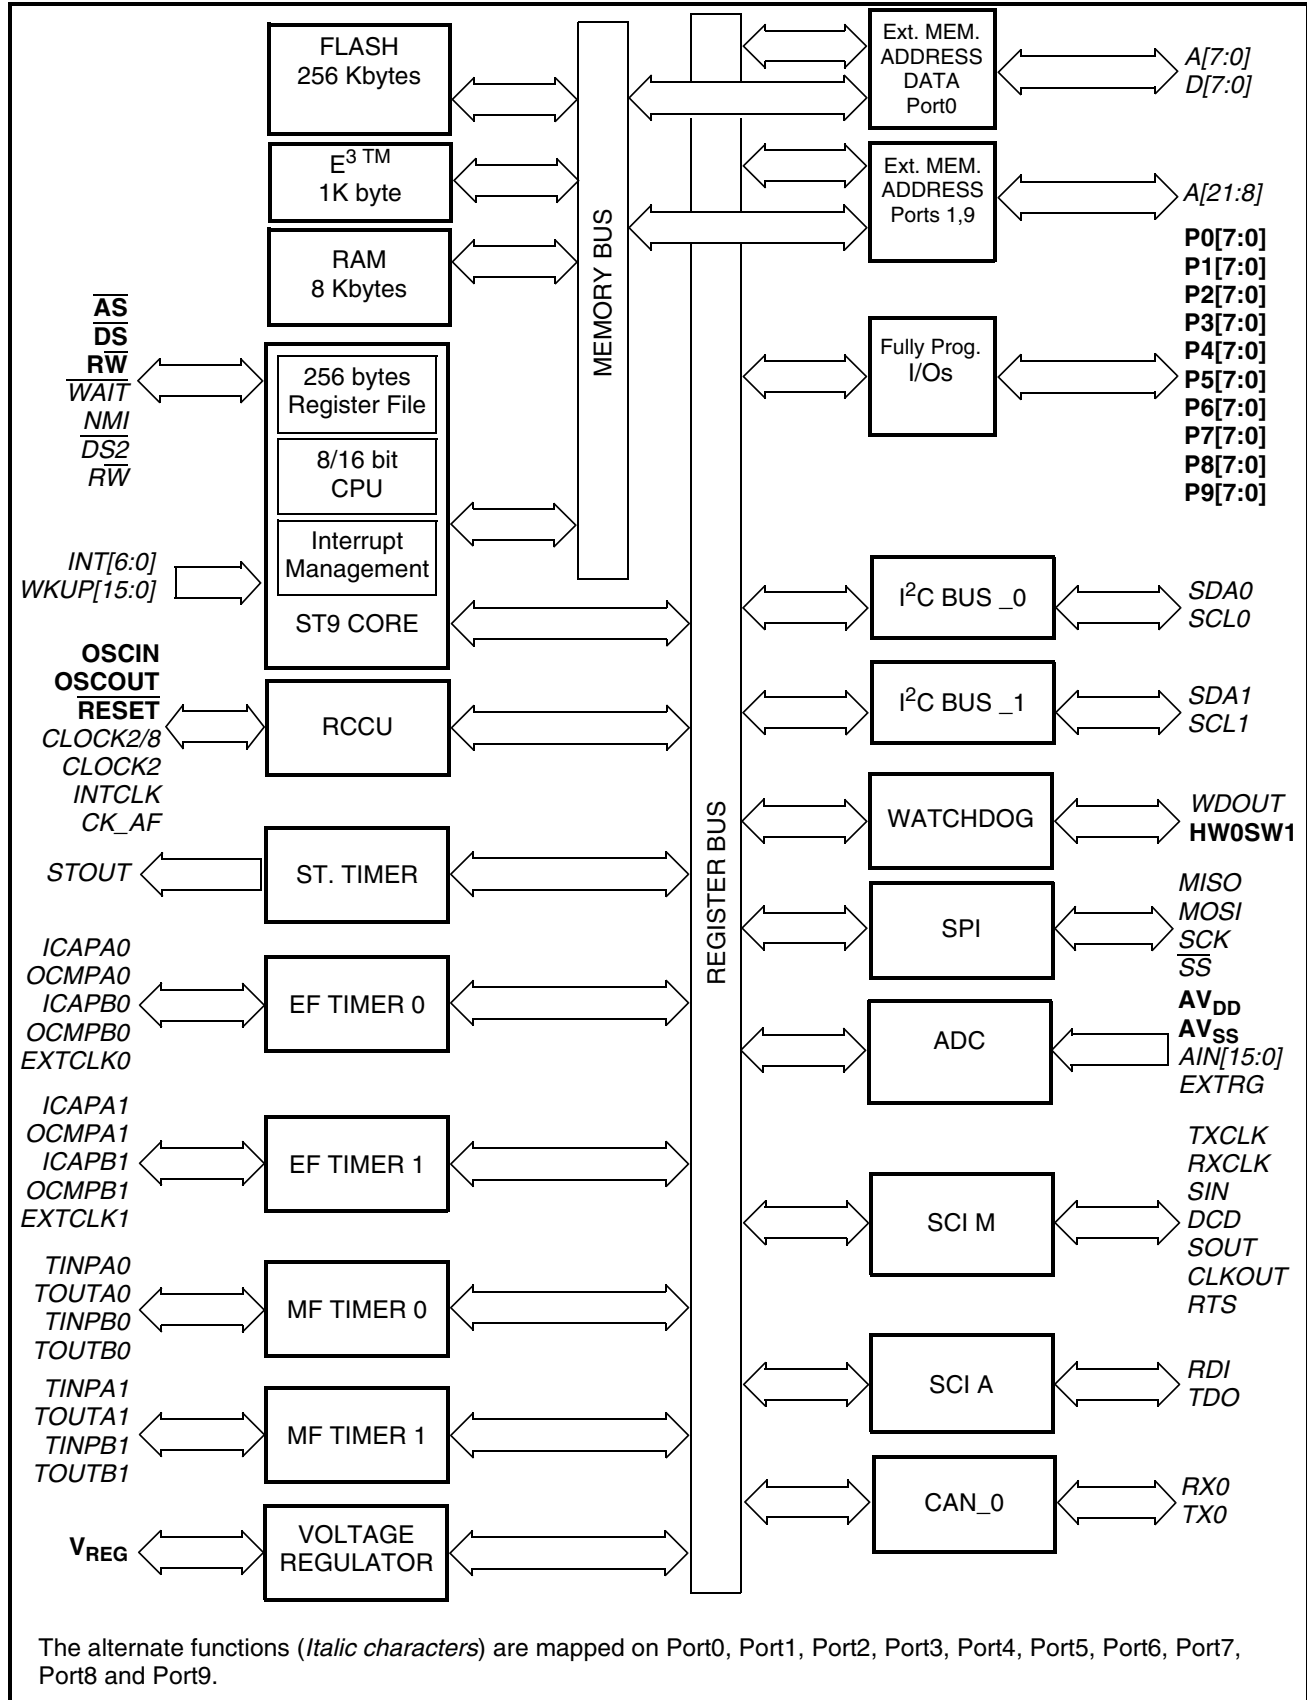 FLASH
256 Kbytes
E³ ™
1K byte
RAM
8 Kbytes
A̅S̅
D̅S̅
RW̅
W̅A̅I̅T̅
NMI
D̅S̅2̅
RW̅
256 bytes
Register File
8/16 bit
CPU
Interrupt
Management
ST9 CORE
INT[6:0]
WKUP[15:0]
OSCIN
OSCOUT
R̅E̅S̅E̅T̅
CLOCK2/8
CLOCK2
INTCLK
CK_AF
RCCU
STOUT
ST. TIMER
ICAPA0
OCMPA0
ICAPB0
OCMPB0
EXTCLK0
EF TIMER 0
ICAPA1
OCMPA1
ICAPB1
OCMPB1
EXTCLK1
EF TIMER 1
TINPA0
TOUTA0
TINPB0
TOUTB0
MF TIMER 0
TINPA1
TOUTA1
TINPB1
TOUTB1
MF TIMER 1
VREG
VOLTAGE
REGULATOR
MEMORY BUS
REGISTER BUS
Ext. MEM.
ADDRESS
DATA
Port0
A[7:0]
D[7:0]
Ext. MEM.
ADDRESS
Ports 1,9
A[21:8]
Fully Prog.
I/Os
P0[7:0]
P1[7:0]
P2[7:0]
P3[7:0]
P4[7:0]
P5[7:0]
P6[7:0]
P7[7:0]
P8[7:0]
P9[7:0]
I²C BUS _0
SDA0
SCL0
I²C BUS _1
SDA1
SCL1
WATCHDOG
WDOUT
HW0SW1
SPI
MISO
MOSI
SCK
S̅S̅
ADC
AVDD
AVSS
AIN[15:0]
EXTRG
SCI M
TXCLK
RXCLK
SIN
DCD
SOUT
CLKOUT
RTS
SCI A
RDI
TDO
CAN_0
RX0
TX0
The alternate functions (Italic characters) are mapped on Port0, Port1, Port2, Port3, Port4, Port5, Port6, Port7,
Port8 and Port9.